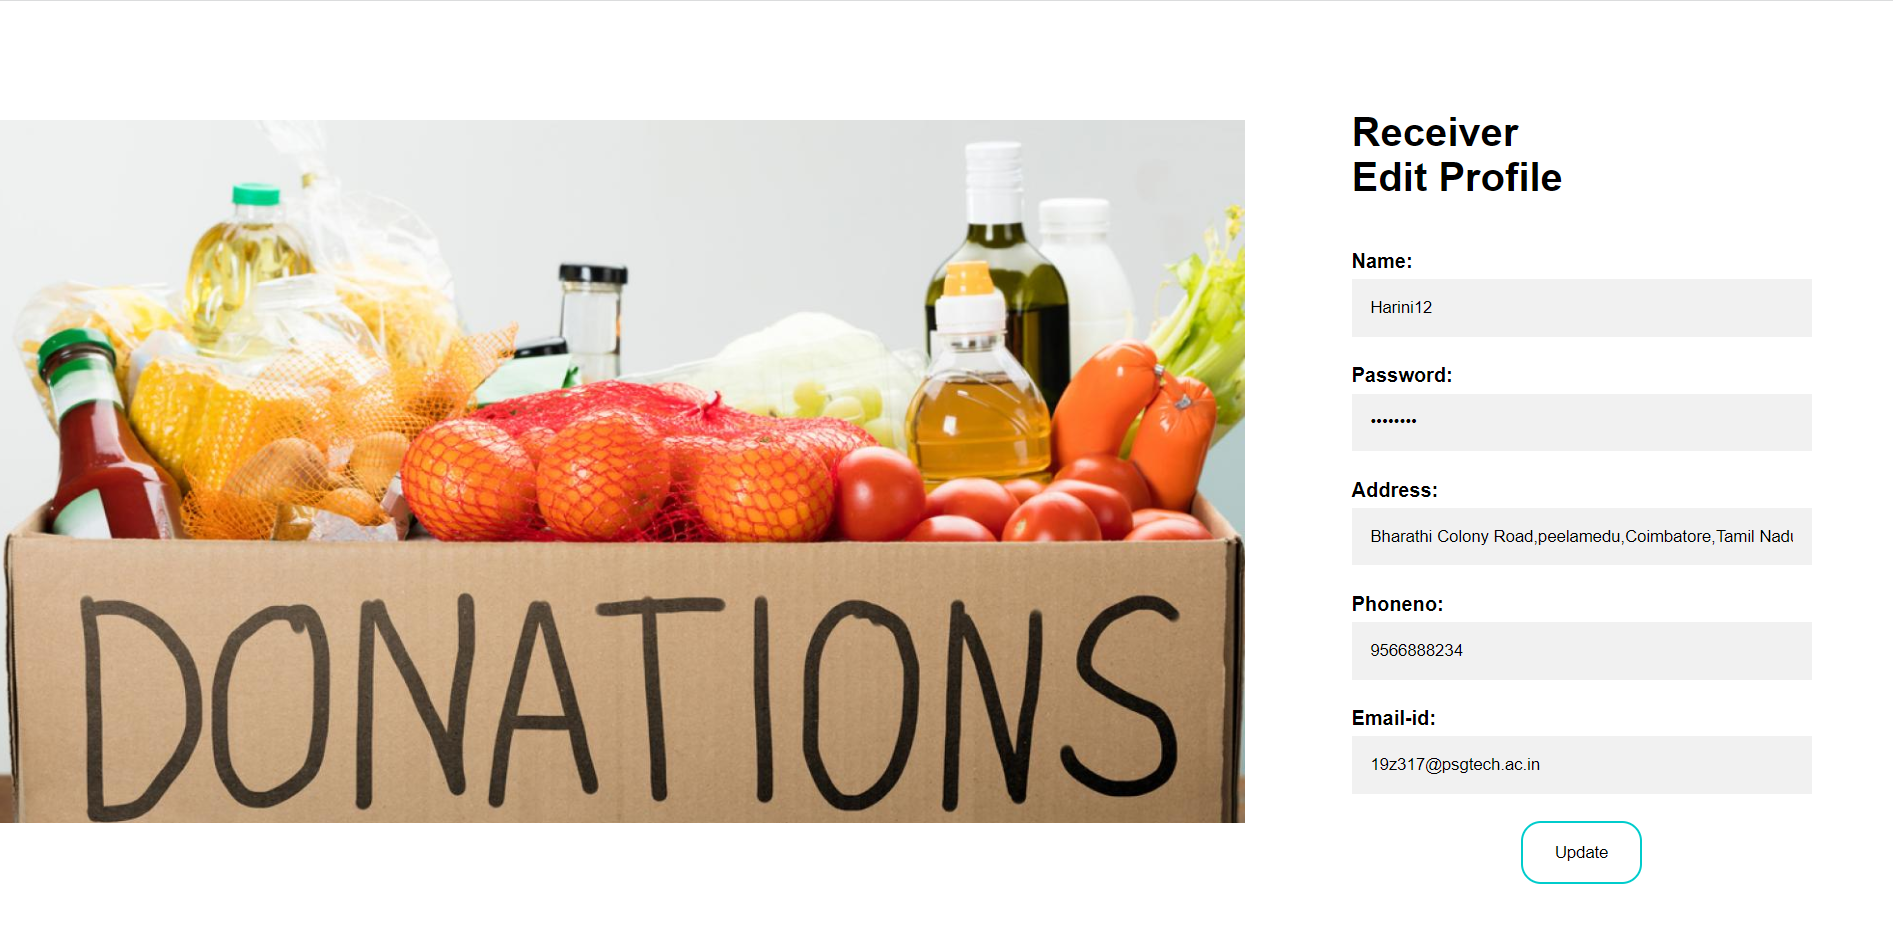 DONATIONS
Receiver
Edit Profile
Name:
Harini12
Password:
••••••••
Address:
Bharathi Colony Road,peelamedu,Coimbatore,Tamil Nadu
Phoneno:
9566888234
Email-id:
19z317@psgtech.ac.in
Update